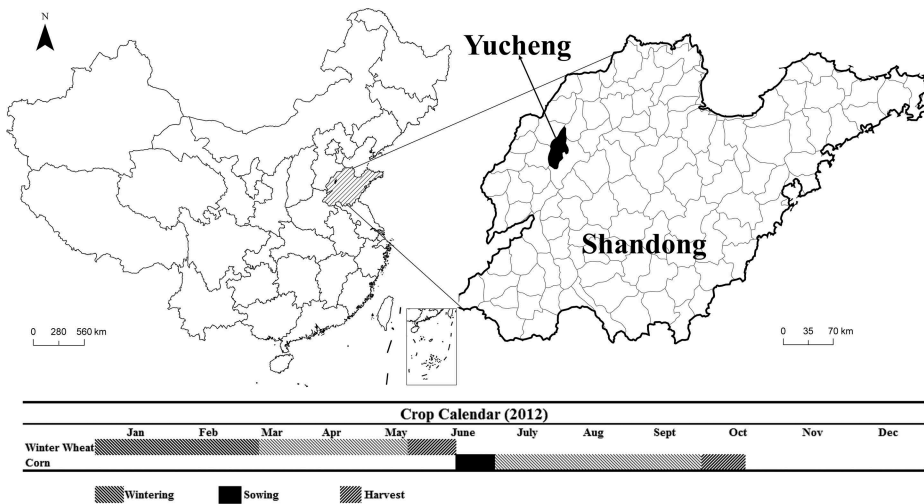 N
Yucheng
Shandong
0 280 560 km
0 35 70 km
Crop Calendar (2012)
Jan Feb Mar Apr May June July Aug Sept Oct Nov Dec
Winter Wheat
Corn
Wintering Sowing Harvest